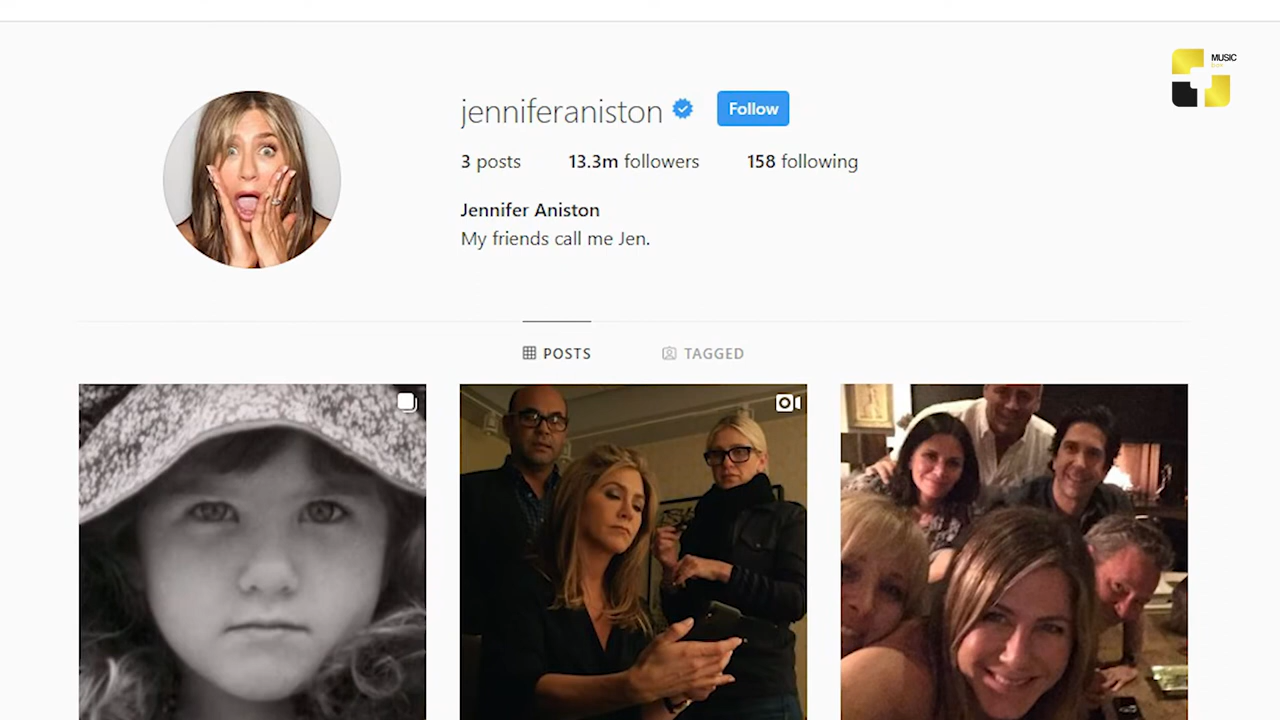 MUSIC
jenniferaniston Follow
3 posts 13.3m followers 158 following
Jennifer Aniston
My friends call me Jen.
POSTS TAGGED